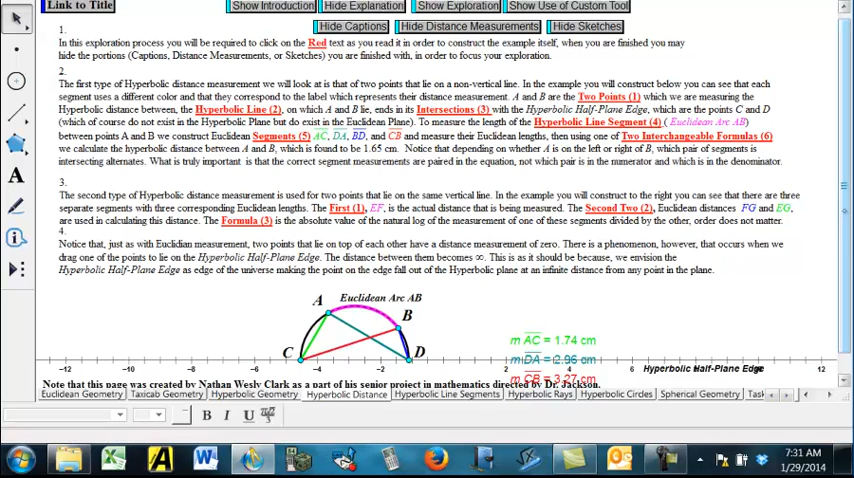 Link to Title
Show Introduction
Hide Explanation
Show Exploration
Show Use of Custom Tool
Hide Captions
Hide Distance Measurements
Hide Sketches
1.
In this exploration process you will be required to click on the Red text as you read it in order to construct the example itself, when you are finished you may
hide the portions (Captions, Distance Measurements, or Sketches) you are finished with, in order to focus your exploration.
2.
The first type of Hyperbolic distance measurement we will look at is that of two points that lie on a non-vertical line. In the example you will construct below you can see that each
segment uses a different color and that they correspond to the label which represents their distance measurement. A and B are the Two Points (1) which we are measuring the
Hyperbolic distance between, the Hyperbolic Line (2), on which A and B lie, ends in its Intersections (3) with the Hyperbolic Half-Plane Edge, which are the points C and D
(which of course do not exist in the Hyperbolic Plane but do exist in the Euclidean Plane). To measure the length of the Hyperbolic Line Segment (4) ( Euclidean Arc AB)
between points A and B we construct Euclidean Segments (5) AC, DA, BD, and CB and measure their Euclidean lengths, then using one of Two Interchangeable Formulas (6)
we calculate the hyperbolic distance between A and B, which is found to be 1.65 cm. Notice that depending on whether A is on the left or right of B, which pair of segments is
intersecting alternates. What is truly important is that the correct segment measurements are paired in the equation, not which pair is in the numerator and which is in the denominator.
3.
The second type of Hyperbolic distance measurement is used for two points that lie on the same vertical line. In the example you will construct to the right you can see that there are three
separate segments with three corresponding Euclidean lengths. The First (1), EF, is the actual distance that is being measured. The Second Two (2), Euclidean distances FG and EG,
are used in calculating this distance. The Formula (3) is the absolute value of the natural log of the measurement of one of these segments divided by the other, order does not matter.
4.
Notice that, just as with Euclidian measurement, two points that lie on top of each other have a distance measurement of zero. There is a phenomenon, however, that occurs when we
drag one of the points to lie on the Hyperbolic Half-Plane Edge. The distance between them becomes ∞. This is as it should be because, we envision the
Hyperbolic Half-Plane Edge as edge of the universe making the point on the edge fall out of the Hyperbolic plane at an infinite distance from any point in the plane.
A
Euclidean Arc AB
B
C
D
m AC = 1.74 cm
m DA = 2.96 cm
m CB = 3.27 cm
Hyperbolic Half-Plane Edge
-12 -10 -8 -6 -4 -2 2 4 6 12
Note that this page was created by Nathan Wesly Clark as a part of his senior project in mathematics directed by Dr. Jackson.
Euclidean Geometry
Taxicab Geometry
Hyperbolic Geometry
Hyperbolic Distance
Hyperbolic Line Segments
Hyperbolic Rays
Hyperbolic Circles
Spherical Geometry
Task
B I U
7:31 AM
1/29/2014